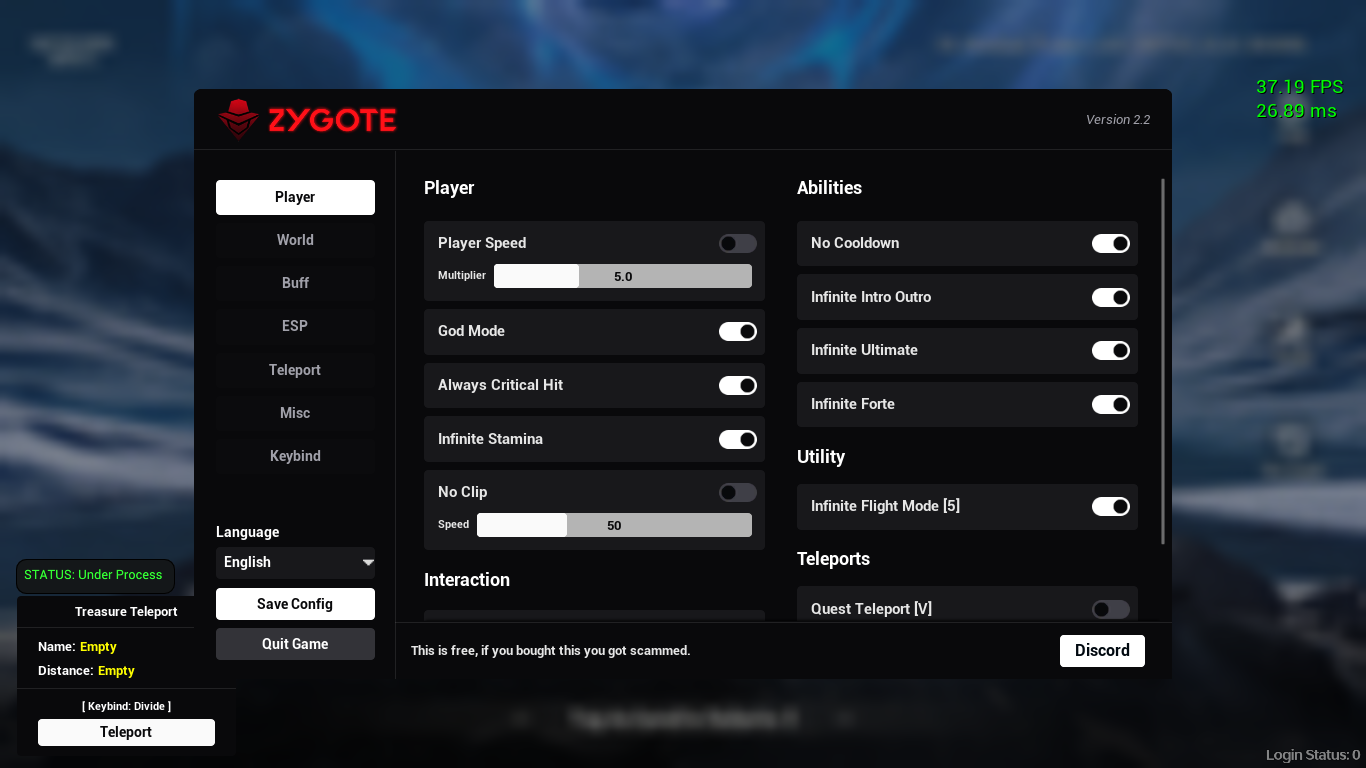 ZYGOTE
Version 2.2
37.19 FPS
26.89 ms
Player
World
Buff
ESP
Teleport
Misc
Keybind
Language
English
Save Config
Quit Game
Player
Player Speed
Multiplier 5.0
God Mode
Always Critical Hit
Infinite Stamina
No Clip
Speed 50
Interaction
Abilities
No Cooldown
Infinite Intro Outro
Infinite Ultimate
Infinite Forte
Utility
Infinite Flight Mode [5]
Teleports
Quest Teleport [V]
This is free, if you bought this you got scammed.
Discord
STATUS: Under Process
Treasure Teleport
Name: Empty
Distance: Empty
[ Keybind: Divide ]
Teleport
Login Status: 0